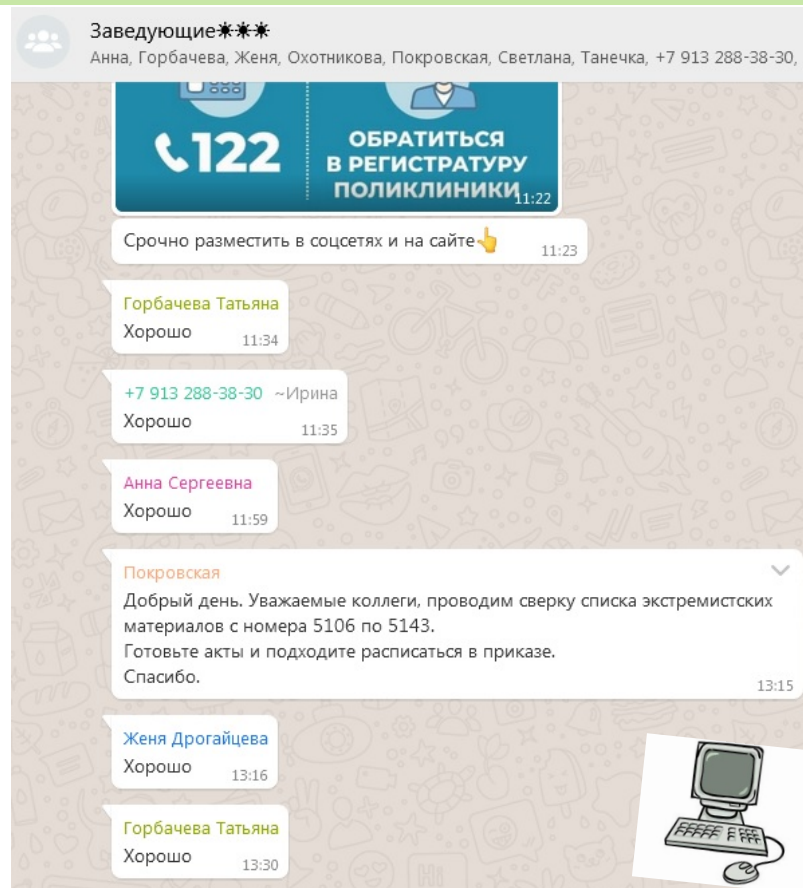 Заведующие☀☀☀
Анна, Горбачева, Женя, Охотникова, Покровская, Светлана, Танечка, +7 913 288-38-30,
122
ОБРАТИТЬСЯ
В РЕГИСТРАТУРУ
ПОЛИКЛИНИКИ
11:22
Срочно разместить в соцсетях и на сайте👆
11:23
Горбачева Татьяна
Хорошо
11:34
+7 913 288-38-30 ~Ирина
Хорошо
11:35
Анна Сергеевна
Хорошо
11:59
Покровская
Добрый день. Уважаемые коллеги, проводим сверку списка экстремистских
материалов с номера 5106 по 5143.
Готовьте акты и подходите расписаться в приказе.
Спасибо.
13:15
Женя Дрогайцева
Хорошо
13:16
Горбачева Татьяна
Хорошо
13:30